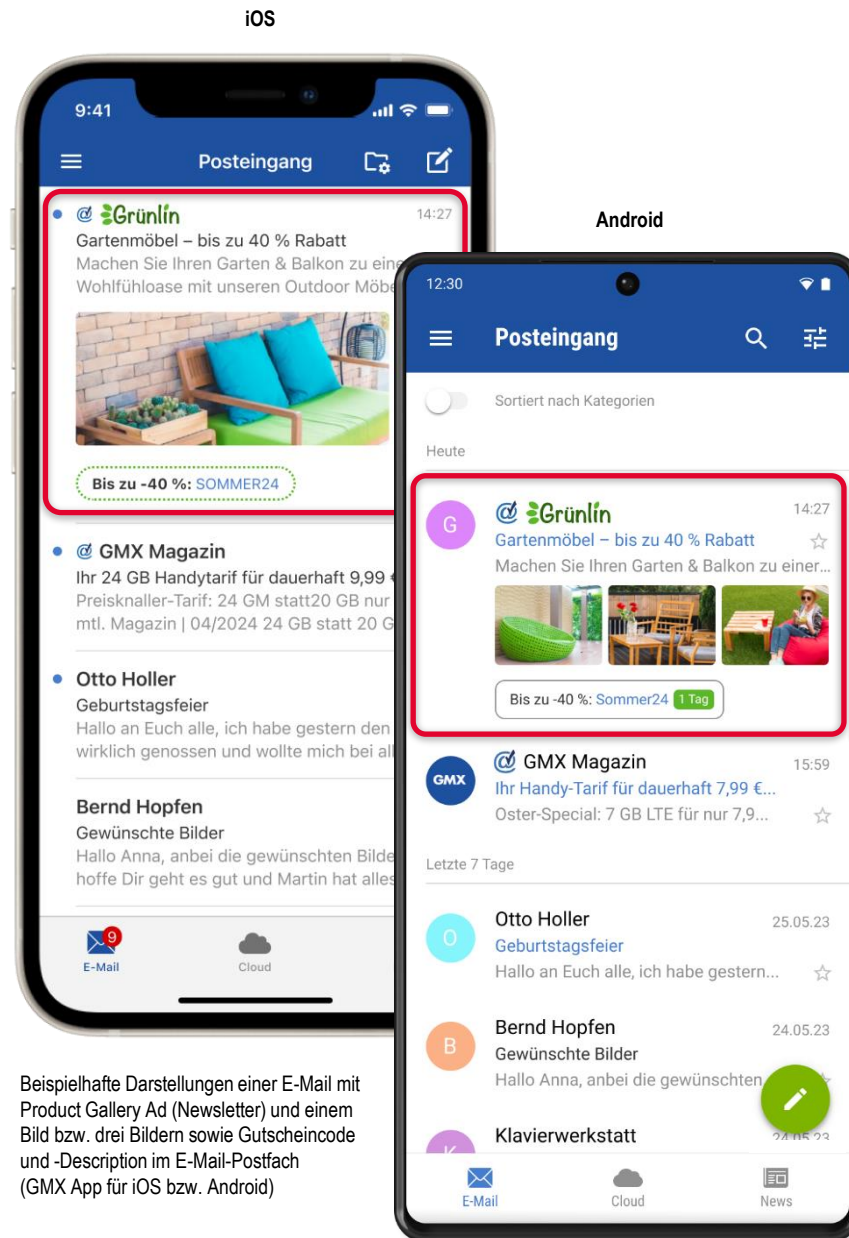 iOS
9:41
Posteingang
Grünlin
14:27
Gartenmöbel – bis zu 40 % Rabatt
Machen Sie Ihren Garten & Balkon zu eine
Wohlfühloase mit unseren Outdoor Möbe
Bis zu -40 %: SOMMER24
GMX Magazin
Ihr 24 GB Handytarif für dauerhaft 9,99 €
Preisknaller-Tarif: 24 GM statt20 GB nur
mtl. Magazin | 04/2024 24 GB statt 20 G
Otto Holler
Geburtstagsfeier
Hallo an Euch alle, ich habe gestern den
wirklich genossen und wollte mich bei all
Bernd Hopfen
Gewünschte Bilder
Hallo Anna, anbei die gewünschten Bilde
hoffe Dir geht es gut und Martin hat alles
9
E-Mail
Cloud
Android
12:30
Posteingang
Sortiert nach Kategorien
Heute
G
Grünlin
14:27
Gartenmöbel – bis zu 40 % Rabatt
Machen Sie Ihren Garten & Balkon zu einer...
Bis zu -40 %: Sommer24 1 Tag
GMX
GMX Magazin
15:59
Ihr Handy-Tarif für dauerhaft 7,99 €...
Oster-Special: 7 GB LTE für nur 7,9...
Letzte 7 Tage
O
Otto Holler
25.05.23
Geburtstagsfeier
Hallo an Euch alle, ich habe gestern...
B
Bernd Hopfen
24.05.23
Gewünschte Bilder
Hallo Anna, anbei die gewünschten
K
Klavierwerkstatt
24.05.23
E-Mail
Cloud
News
Beispielhafte Darstellungen einer E-Mail mit
Product Gallery Ad (Newsletter) und einem
Bild bzw. drei Bildern sowie Gutscheincode
und -Description im E-Mail-Postfach
(GMX App für iOS bzw. Android)